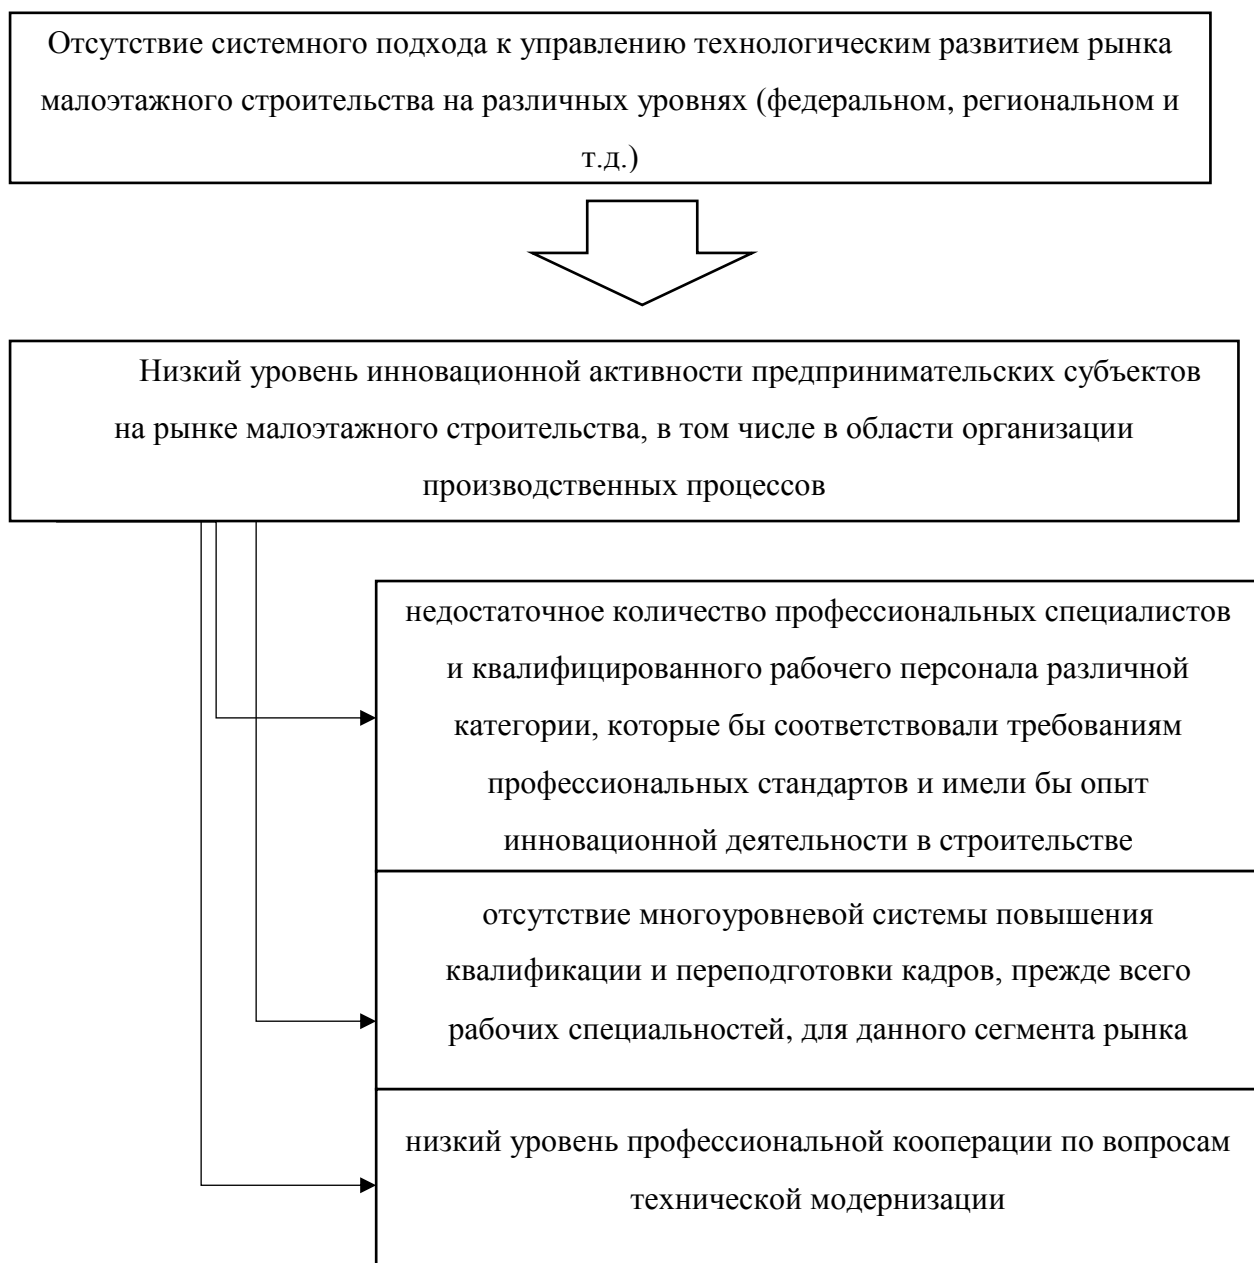 Отсутствие системного подхода к управлению технологическим развитием рынка
малоэтажного строительства на различных уровнях (федеральном, региональном и
т.д.)
Низкий уровень инновационной активности предпринимательских субъектов
на рынке малоэтажного строительства, в том числе в области организации
производственных процессов
недостаточное количество профессиональных специалистов
и квалифицированного рабочего персонала различной
категории, которые бы соответствовали требованиям
профессиональных стандартов и имели бы опыт
инновационной деятельности в строительстве
отсутствие многоуровневой системы повышения
квалификации и переподготовки кадров, прежде всего
рабочих специальностей, для данного сегмента рынка
низкий уровень профессиональной кооперации по вопросам
технической модернизации